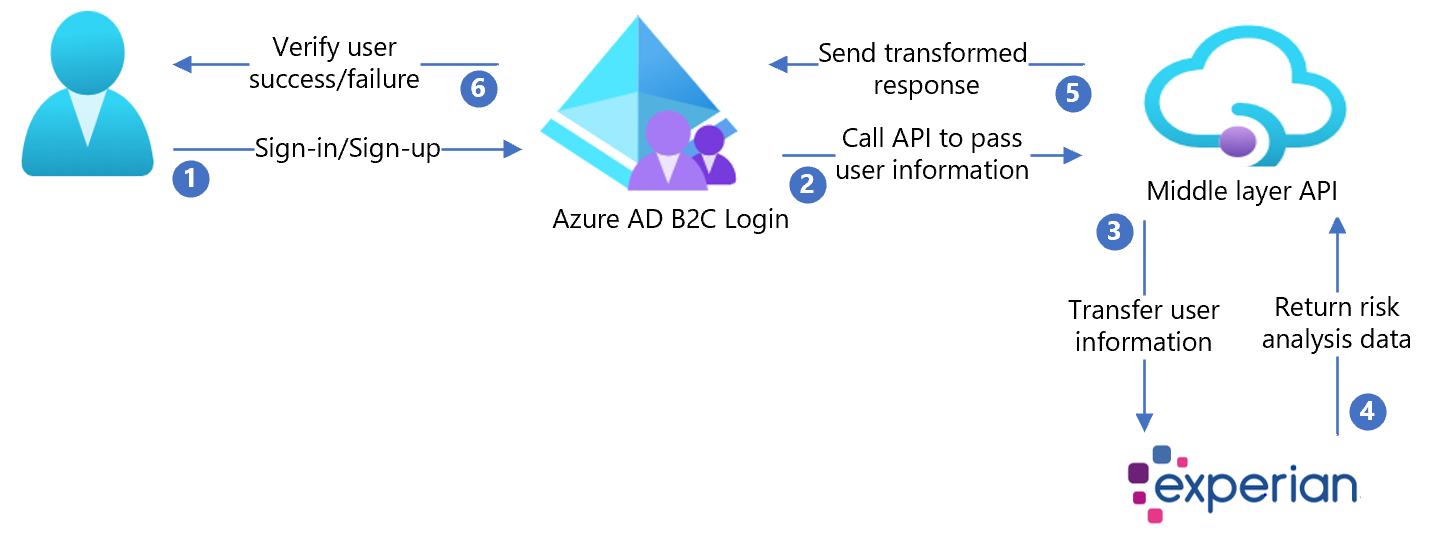 Verify user
success/failure
6
Sign-in/Sign-up
1
Azure AD B2C Login
Send transformed
response
5
Call API to pass
user information
2
Middle layer API
3
Transfer user
information
Return risk
analysis data
4
experian